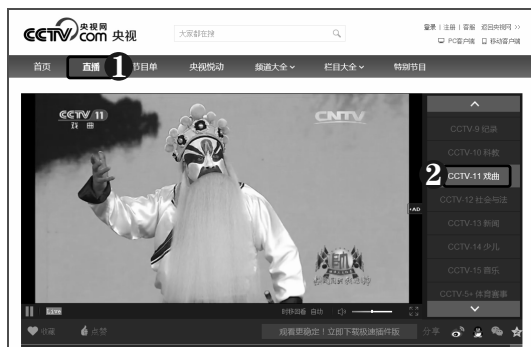 CCTV.com 央视网 央视
大家都在搜
登录 | 注册 | 客服 返回央视网 >>
PC客户端 移动客户端
首页 直播 1 节目单 央视悦动 频道大全 栏目大全 特别节目
CCTV 11
戏 曲
CNTV
CCTV-9 纪录
CCTV-10 科教
2 CCTV-11 戏曲
CCTV-12 社会与法
+AD
CCTV-13 新闻
CCTV-14 少儿
CCTV-15 音乐
CCTV-5+ 体育赛事
Live 时移回看 自动
收藏 点赞 观看更稳定！立即下载极速插件版 分享